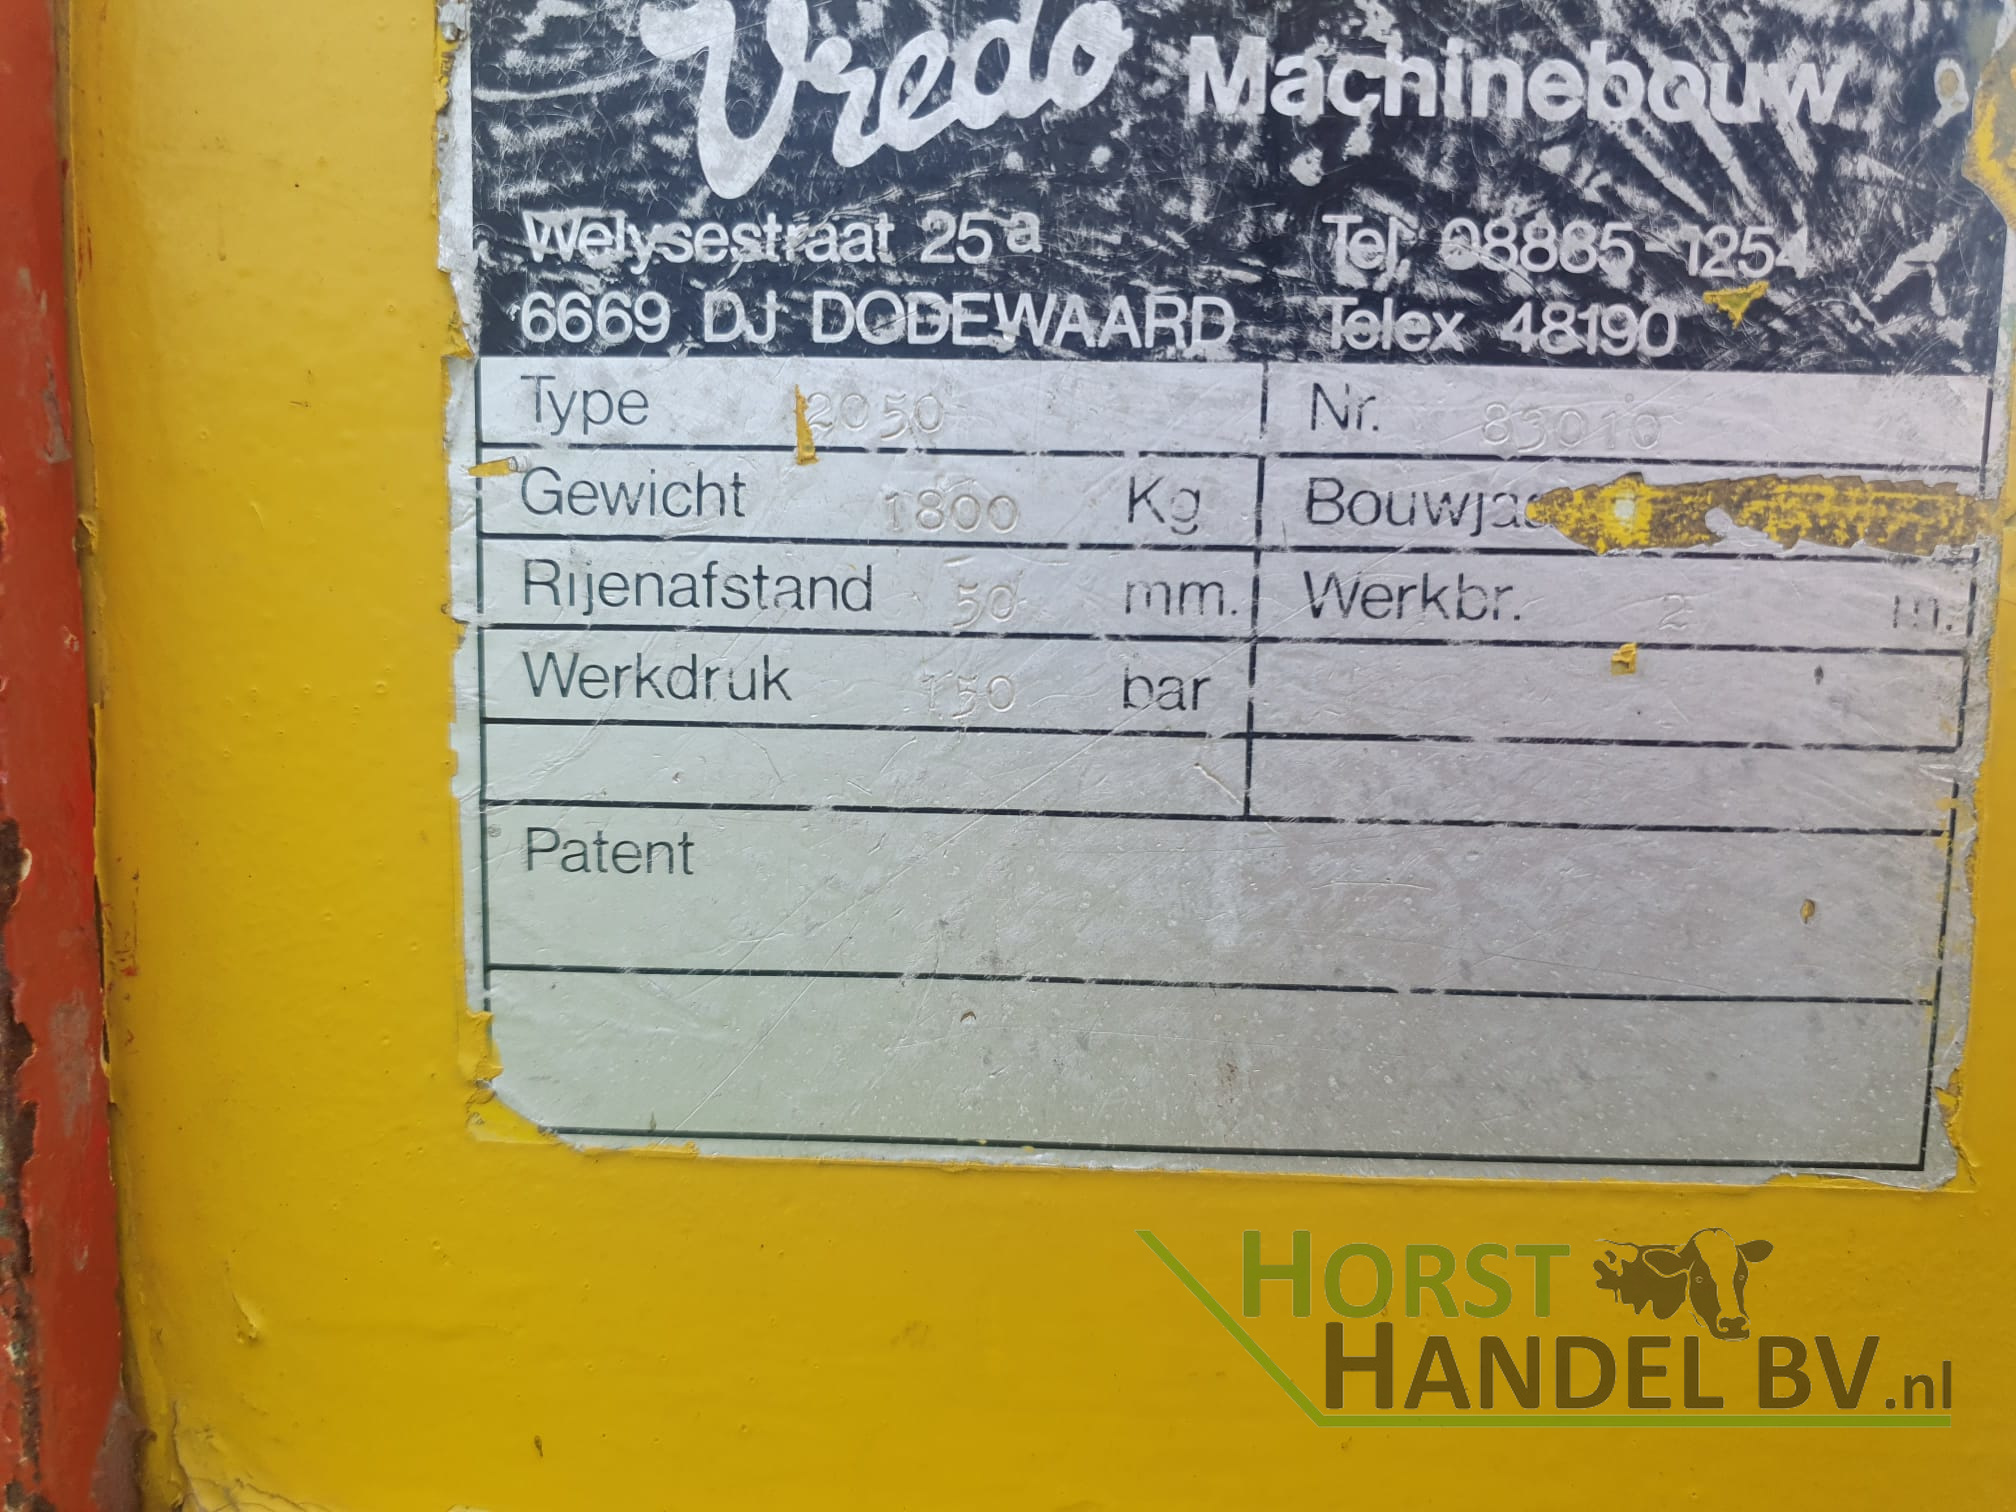 Vredo Machinebouw
Welysestraat 25a Tel. 08885-1254
6669 DJ DODEWAARD Telex 48190
Type 2050 Nr. 83010
Gewicht 1800 Kg
Rijenafstand 50 mm. Werkbr. 2 m.
Werkdruk 150 bar
Patent
HORST
HANDEL BV.nl